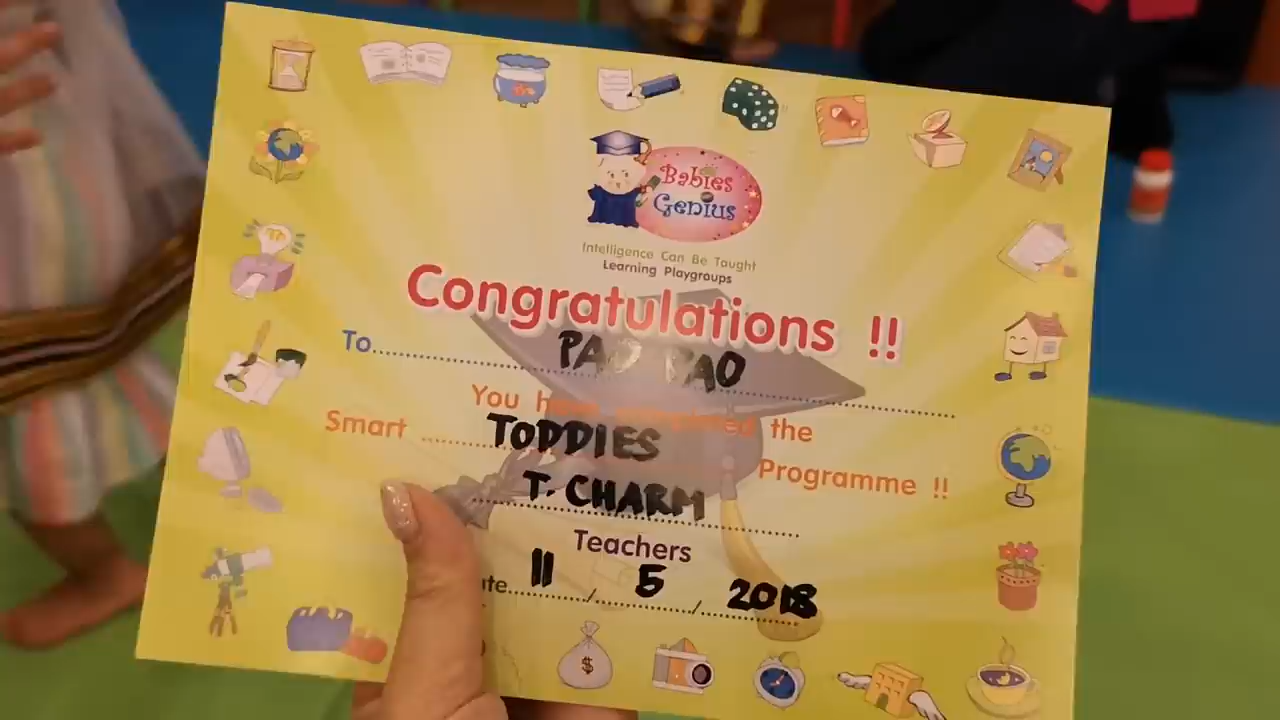 Babies
Genius
Intelligence Can Be Taught
Learning Playgroups
Congratulations !!
To........ PAO PAO
You have completed the
Smart ........ TODDIES Programme !!
T. CHARM
Teachers
11 / 5 / 2018
$